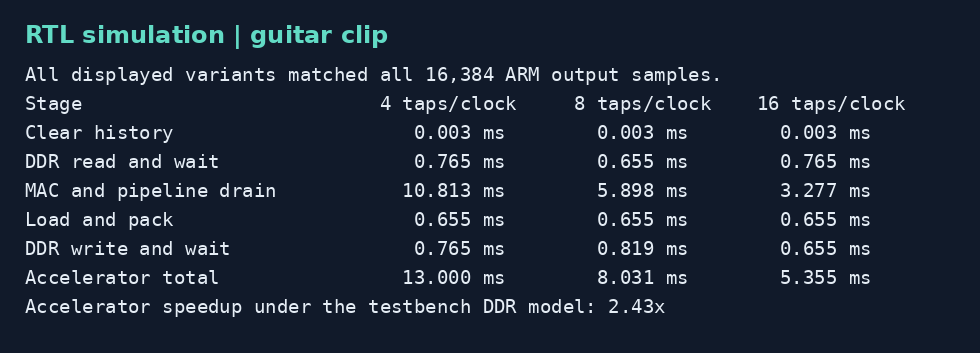 RTL simulation | guitar clip
All displayed variants matched all 16,384 ARM output samples.
Stage 4 taps/clock 8 taps/clock 16 taps/clock
Clear history 0.003 ms 0.003 ms 0.003 ms
DDR read and wait 0.765 ms 0.655 ms 0.765 ms
MAC and pipeline drain 10.813 ms 5.898 ms 3.277 ms
Load and pack 0.655 ms 0.655 ms 0.655 ms
DDR write and wait 0.765 ms 0.819 ms 0.655 ms
Accelerator total 13.000 ms 8.031 ms 5.355 ms
Accelerator speedup under the testbench DDR model: 2.43x